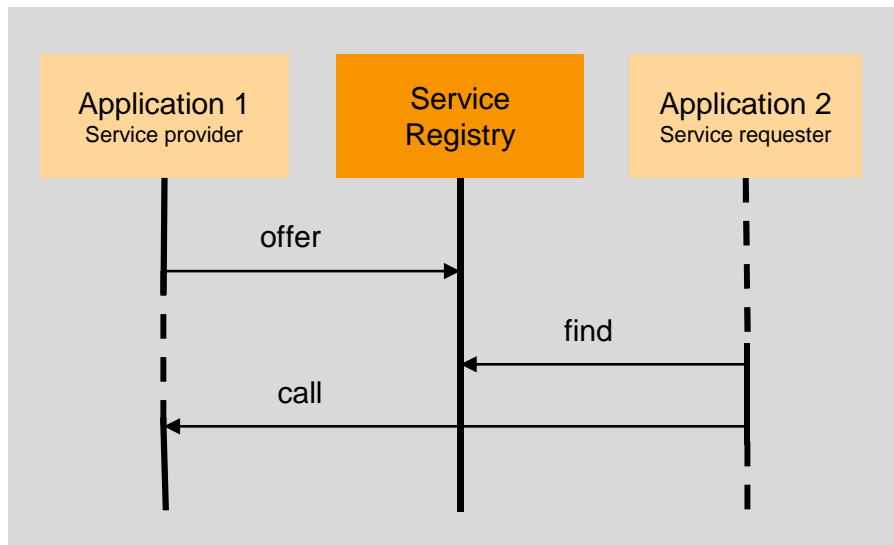 Application 1
Service provider
Service
Registry
Application 2
Service requester
offer
find
call